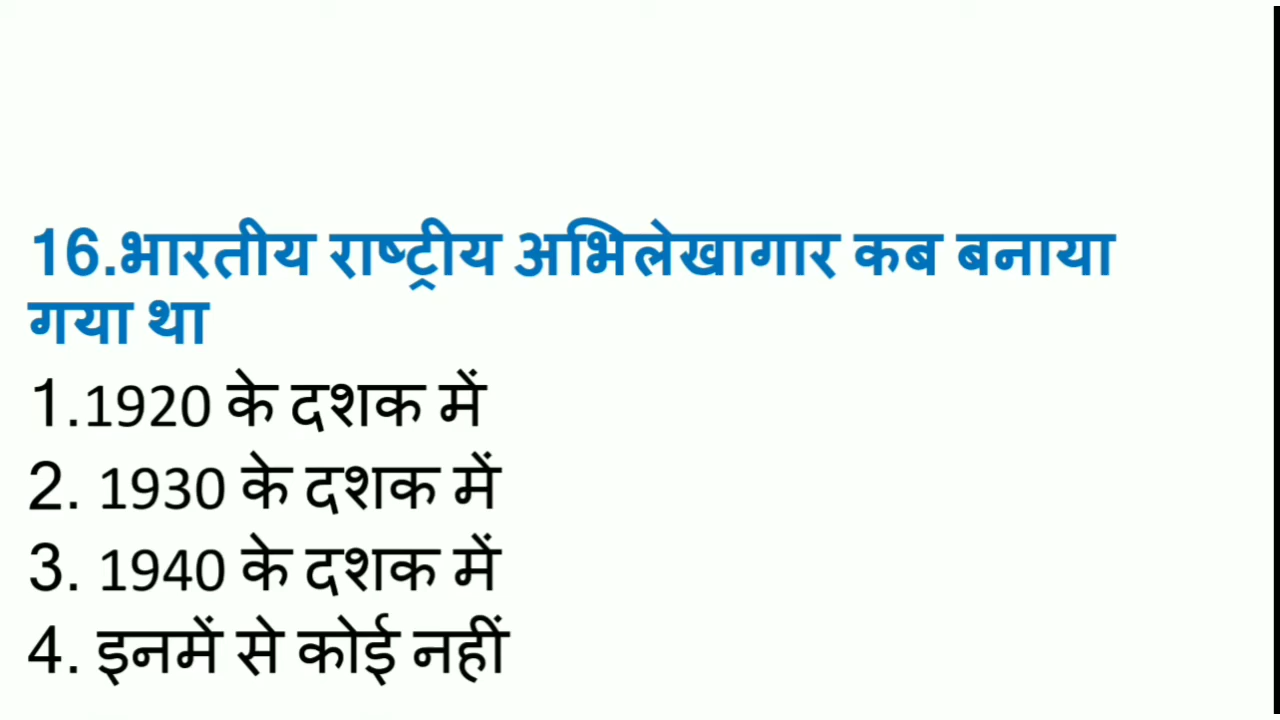 16.भारतीय राष्ट्रीय अभिलेखागार कब बनाया
गया था
1.1920 के दशक में
2. 1930 के दशक में
3. 1940 के दशक में
4. इनमें से कोई नहीं